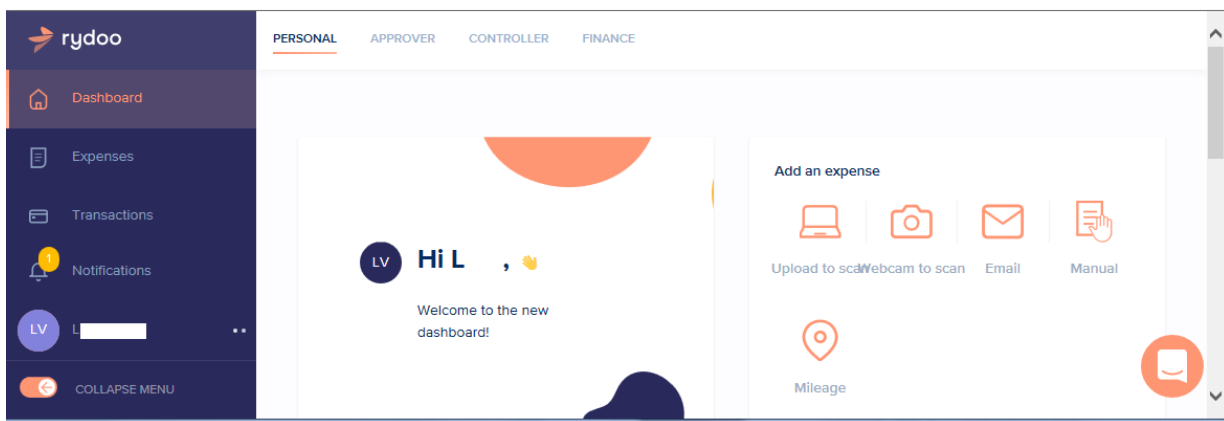 rydoo
PERSONAL APPROVER CONTROLLER FINANCE
Dashboard
Expenses
Transactions
1
Notifications
LV L
COLLAPSE MENU
LV Hi L ,
Welcome to the new
dashboard!
Add an expense
Upload to scan Webcam to scan Email Manual
Mileage